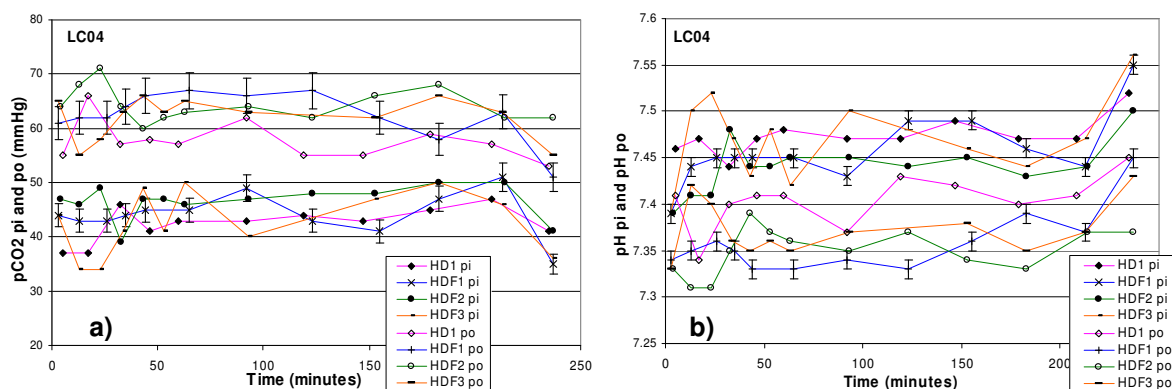 80
70
60
50
40
30
20
pCO2 pi and po (mmHg)
LC04
a)
HD1 pi
HDF1 pi
HDF2 pi
HDF3 pi
HD1 po
HDF1 po
HDF2 po
HDF3 po
0 50 100 150 250
Time (minutes)
7.6
7.55
7.5
7.45
7.4
7.35
7.3
7.25
pH pi and pH po
LC04
b)
HD1 pi
HDF1 pi
HDF2 pi
HDF3 pi
HD1 po
HDF1 po
HDF2 po
HDF3 po
0 50 100 150 200
Time (minutes)